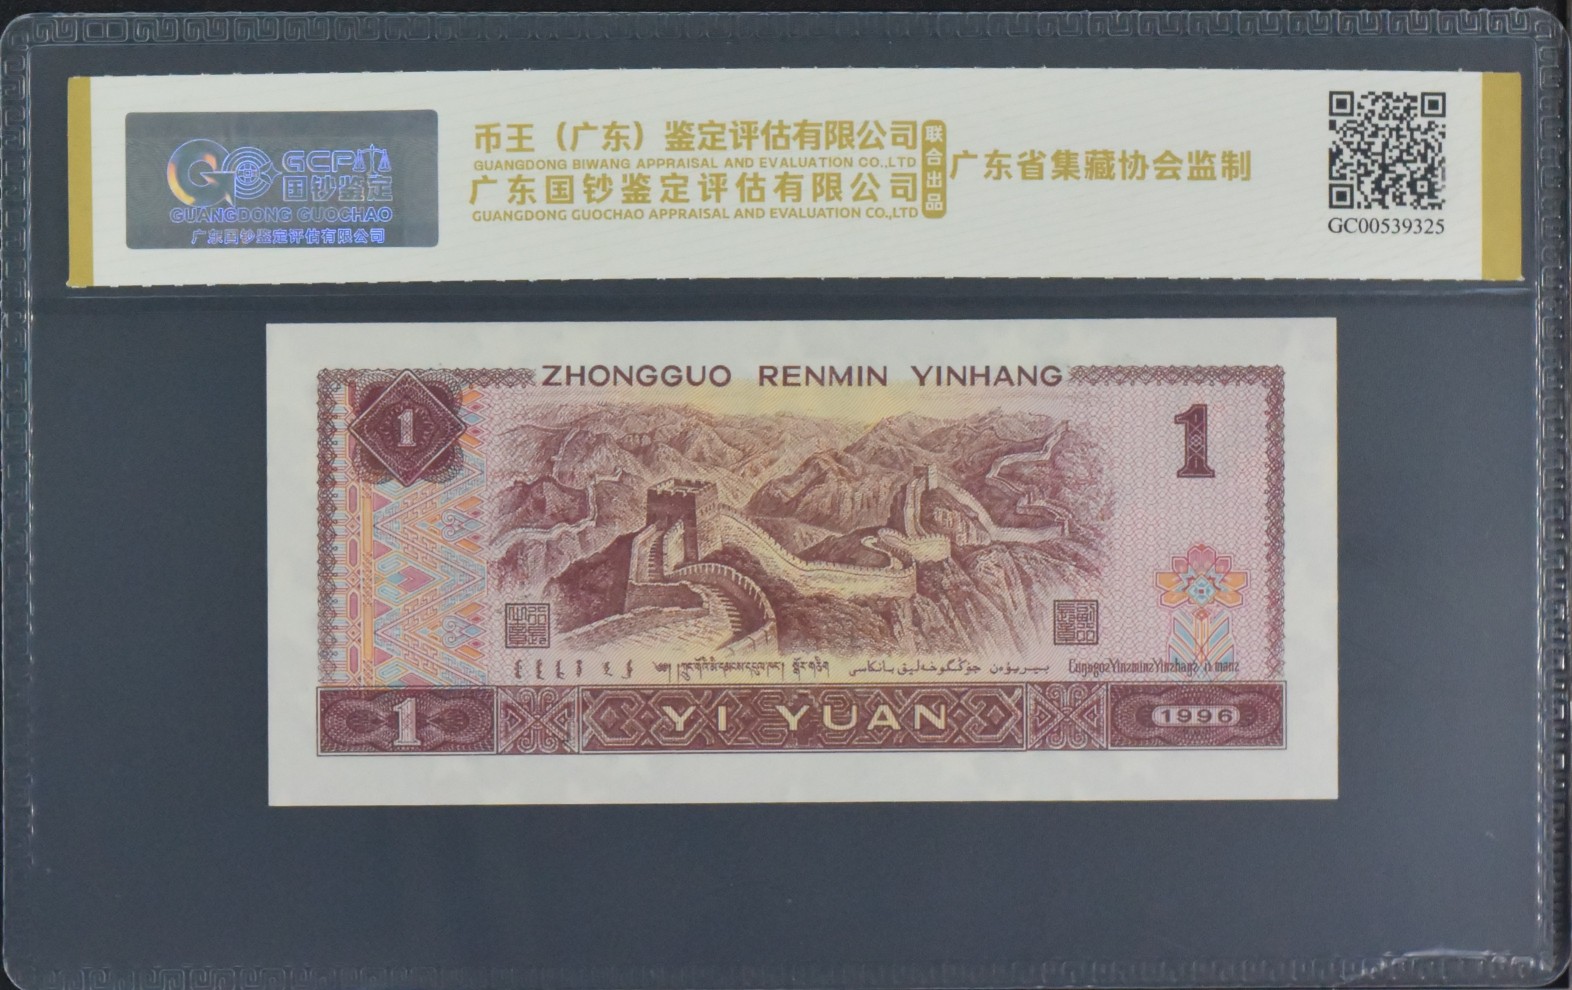 GCP
国钞鉴定
GUANGDONG GUOCHAO
广东国钞鉴定评估有限公司
币王（广东）鉴定评估有限公司
GUANGDONG BIWANG APPRAISAL AND EVALUATION CO.,LTD
广东国钞鉴定评估有限公司
GUANGDONG GUOCHAO APPRAISAL AND EVALUATION CO.,LTD
联合出品
广东省集藏协会监制
GC00539325
ZHONGGUO RENMIN YINHANG
1
1
1
YI YUAN
1996